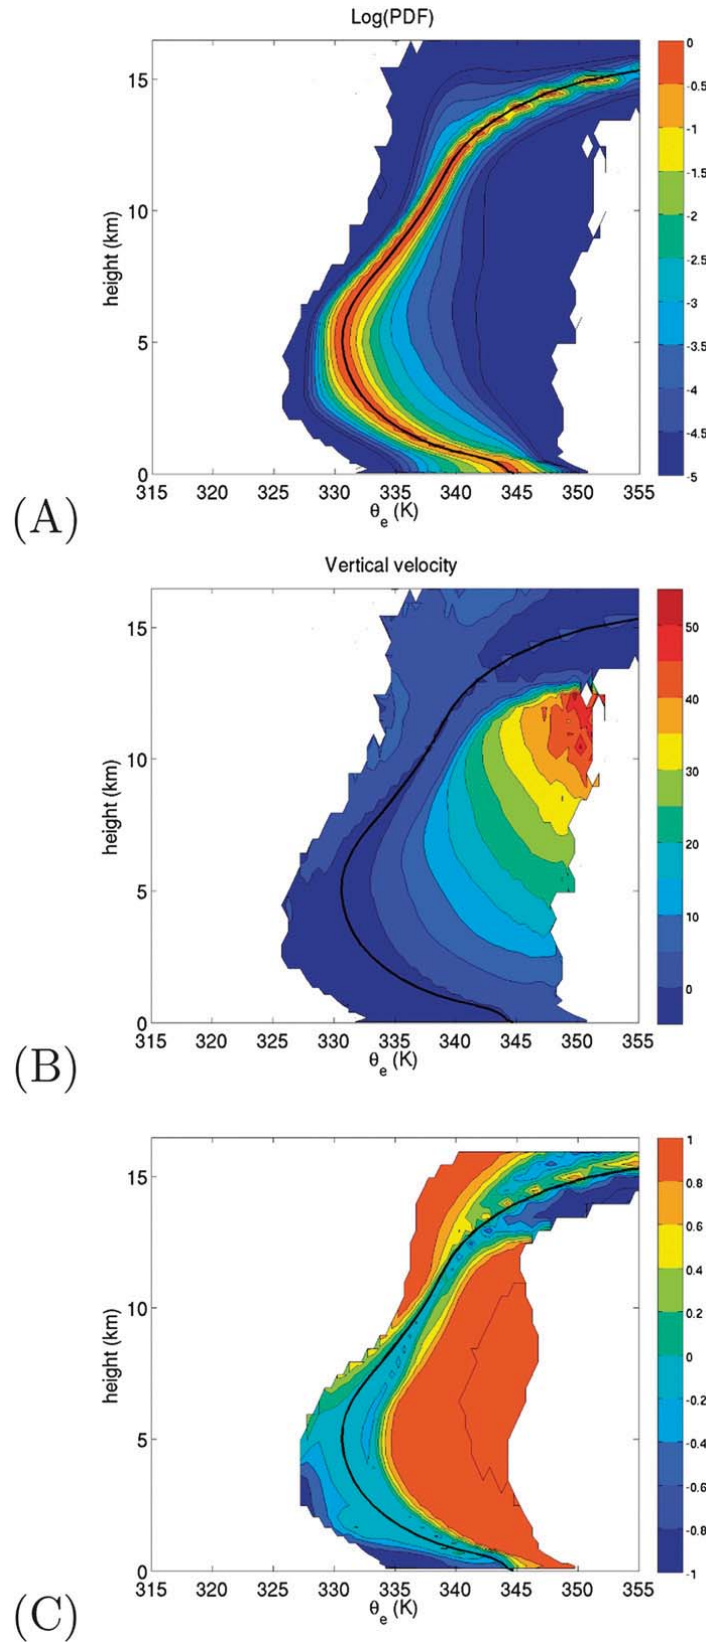 Log(PDF)
15
10
5
0
height (km)
315 320 325 330 335 340 345 350 355
θe (K)
0
-0.5
-1
-1.5
-2
-2.5
-3
-3.5
-4
-4.5
-5
(A)
Vertical velocity
15
10
5
0
height (km)
315 320 325 330 335 340 345 350 355
θe (K)
50
40
30
20
10
0
(B)
15
10
5
0
height (km)
315 320 325 330 335 340 345 350 355
θe (K)
1
0.8
0.6
0.4
0.2
0
-0.2
-0.4
-0.6
-0.8
-1
(C)